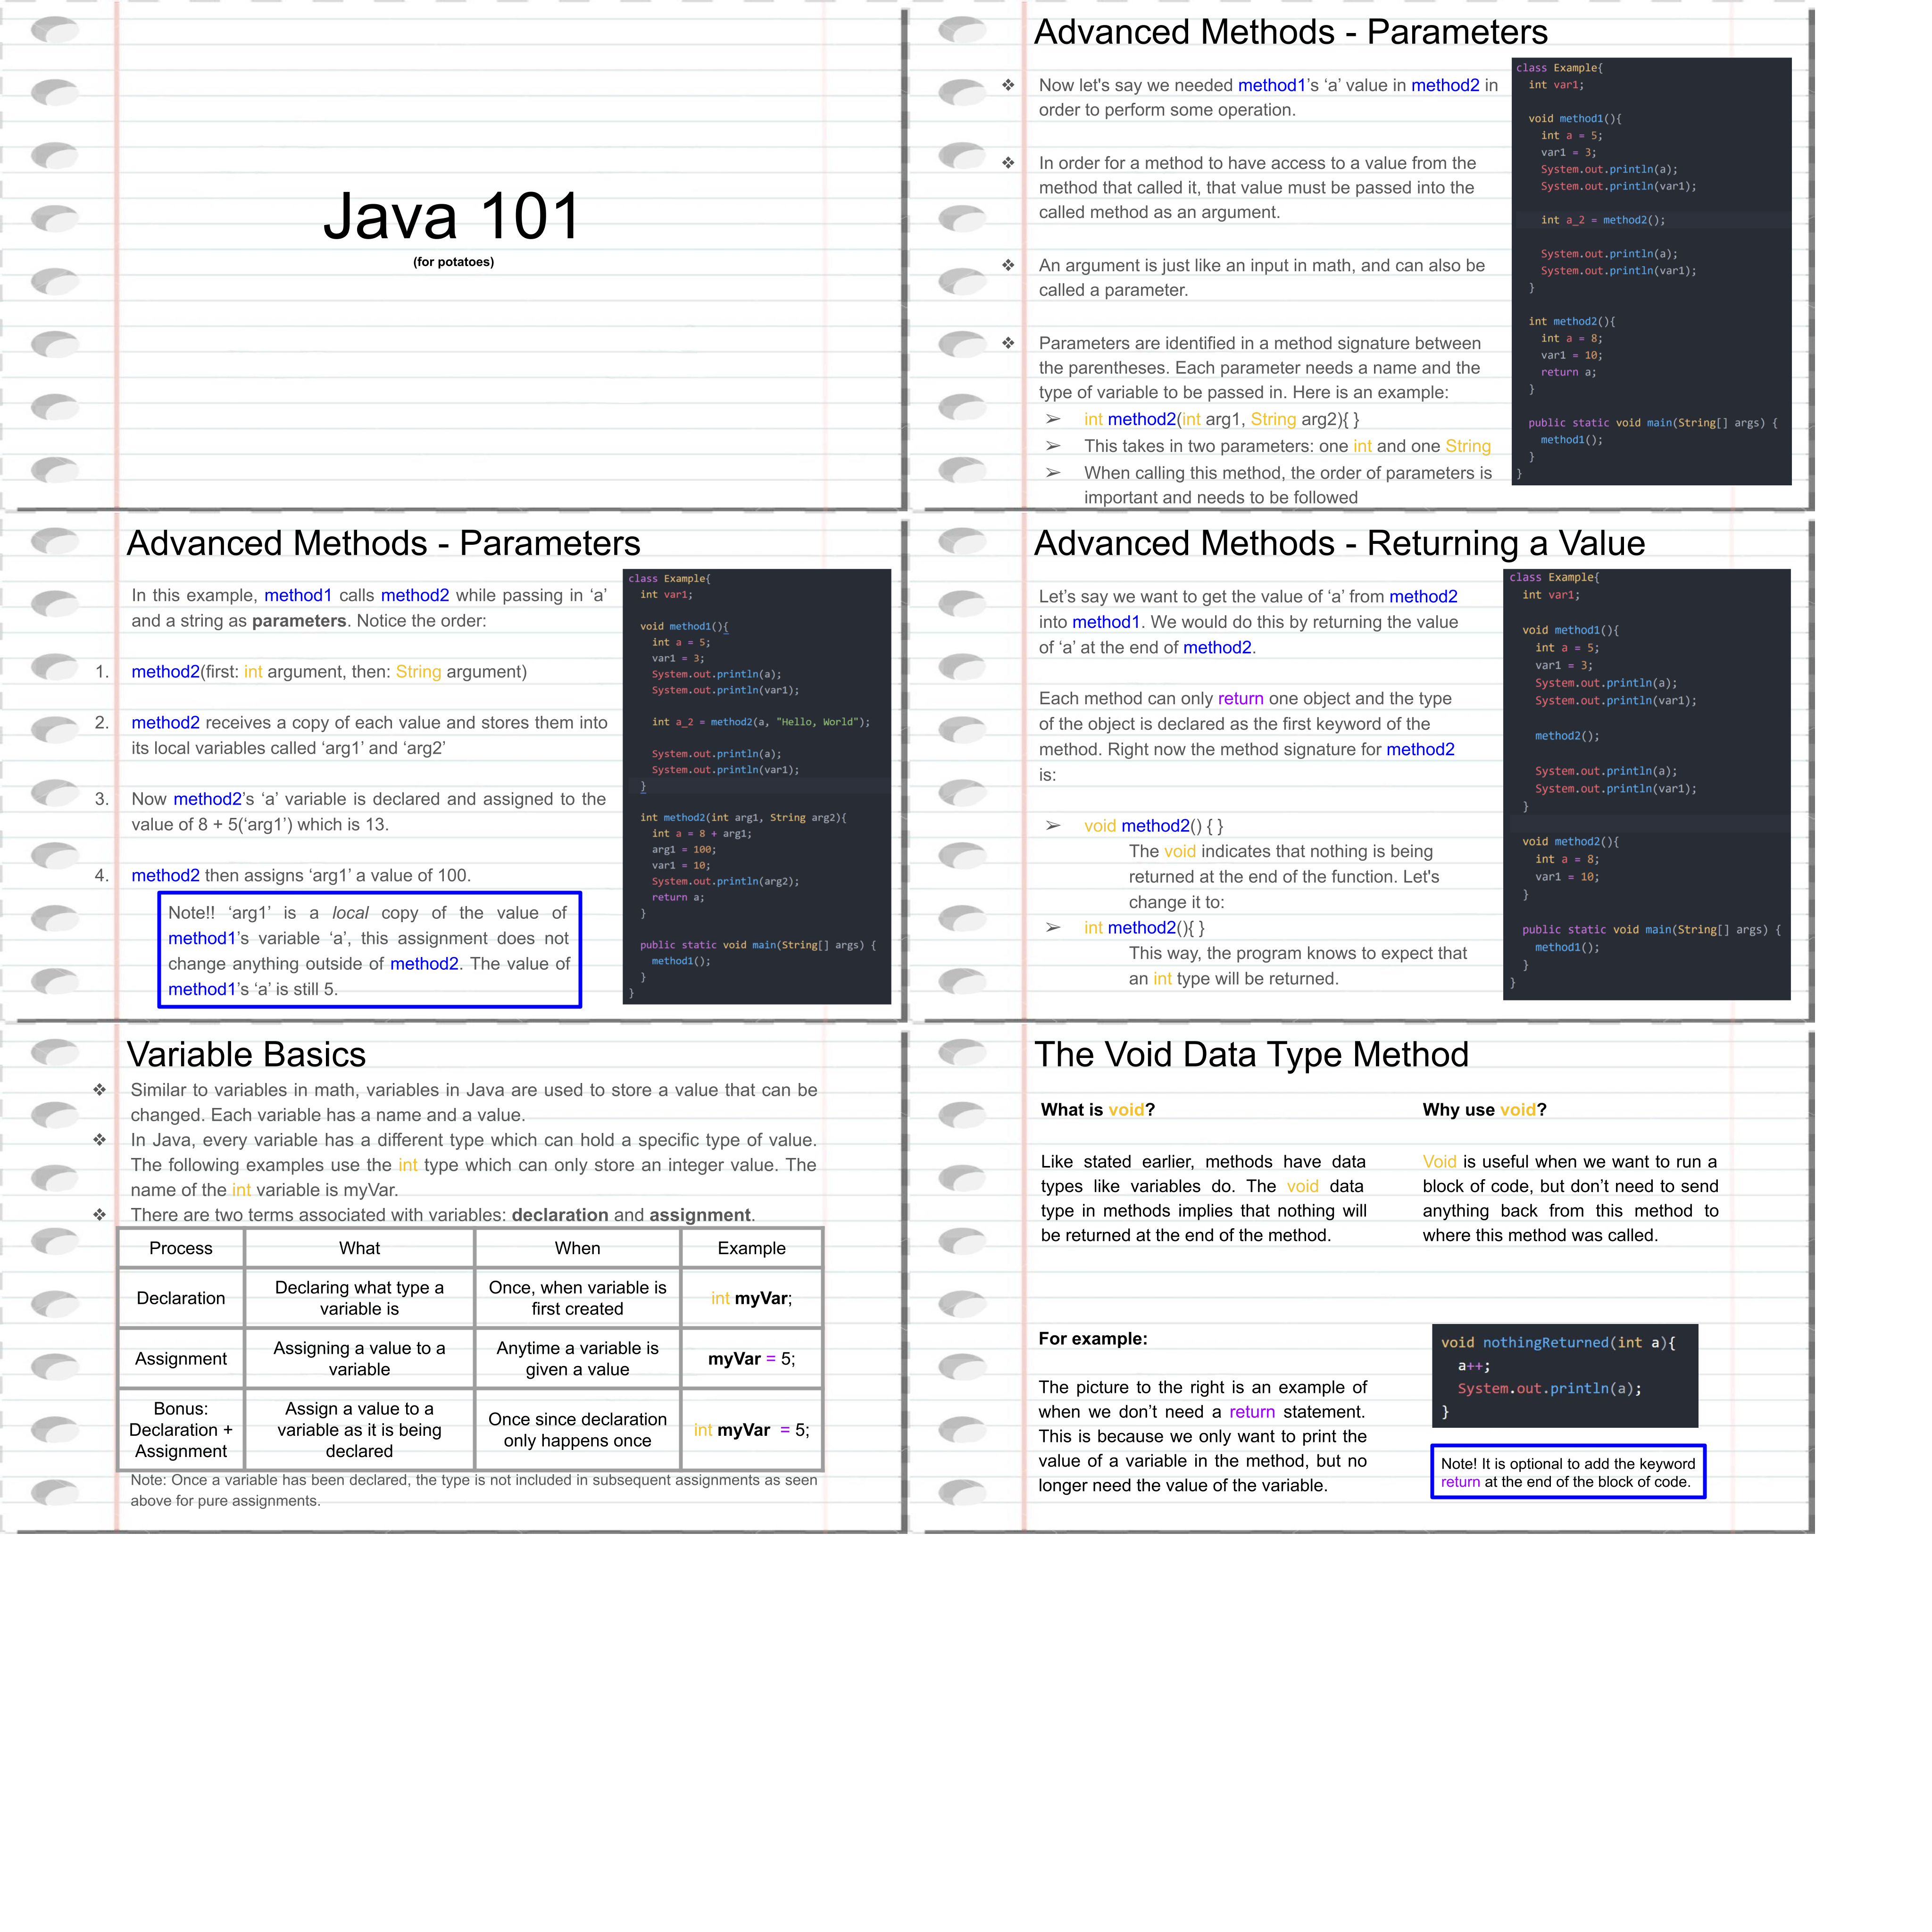 Java 101
(for potatoes)
Advanced Methods - Parameters
❖ Now let's say we needed method1's ‘a’ value in method2 in
order to perform some operation.
❖ In order for a method to have access to a value from the
method that called it, that value must be passed into the
called method as an argument.
❖ An argument is just like an input in math, and can also be
called a parameter.
❖ Parameters are identified in a method signature between
the parentheses. Each parameter needs a name and the
type of variable to be passed in. Here is an example:
➢ int method2(int arg1, String arg2){ }
➢ This takes in two parameters: one int and one String
➢ When calling this method, the order of parameters is
important and needs to be followed
class Example{
int var1;
void method1(){
int a = 5;
var1 = 3;
System.out.println(a);
System.out.println(var1);
int a_2 = method2();
System.out.println(a);
System.out.println(var1);
}
int method2(){
int a = 8;
var1 = 10;
return a;
}
public static void main(String[] args) {
method1();
}
}
Advanced Methods - Parameters
In this example, method1 calls method2 while passing in ‘a’
and a string as parameters. Notice the order:
1. method2(first: int argument, then: String argument)
2. method2 receives a copy of each value and stores them into
its local variables called ‘arg1’ and ‘arg2’
3. Now method2’s ‘a’ variable is declared and assigned to the
value of 8 + 5(‘arg1’) which is 13.
4. method2 then assigns ‘arg1’ a value of 100.
Note!! ‘arg1’ is a local copy of the value of
method1’s variable ‘a’, this assignment does not
change anything outside of method2. The value of
method1’s ‘a’ is still 5.
class Example{
int var1;
void method1(){
int a = 5;
var1 = 3;
System.out.println(a);
System.out.println(var1);
int a_2 = method2(a, "Hello, World");
System.out.println(a);
System.out.println(var1);
}
int method2(int arg1, String arg2){
int a = 8 + arg1;
arg1 = 100;
var1 = 10;
System.out.println(arg2);
return a;
}
public static void main(String[] args) {
method1();
}
}
Advanced Methods - Returning a Value
Let’s say we want to get the value of ‘a’ from method2
into method1. We would do this by returning the value
of ‘a’ at the end of method2.
Each method can only return one object and the type
of the object is declared as the first keyword of the
method. Right now the method signature for method2
is:
➢ void method2() { }
The void indicates that nothing is being
returned at the end of the function. Let's
change it to:
➢ int method2(){ }
This way, the program knows to expect that
an int type will be returned.
class Example{
int var1;
void method1(){
int a = 5;
var1 = 3;
System.out.println(a);
System.out.println(var1);
method2();
System.out.println(a);
System.out.println(var1);
}
void method2(){
int a = 8;
var1 = 10;
}
public static void main(String[] args) {
method1();
}
}
Variable Basics
❖ Similar to variables in math, variables in Java are used to store a value that can be
changed. Each variable has a name and a value.
❖ In Java, every variable has a different type which can hold a specific type of value.
The following examples use the int type which can only store an integer value. The
name of the int variable is myVar.
❖ There are two terms associated with variables: declaration and assignment.
Process What When Example
Declaration Declaring what type a variable is Once, when variable is first created int myVar;
Assignment Assigning a value to a variable Anytime a variable is given a value myVar = 5;
Bonus: Declaration + Assignment Assign a value to a variable as it is being declared Once since declaration only happens once int myVar = 5;
Note: Once a variable has been declared, the type is not included in subsequent assignments as seen
above for pure assignments.
The Void Data Type Method
What is void?
Like stated earlier, methods have data
types like variables do. The void data
type in methods implies that nothing will
be returned at the end of the method.
Why use void?
Void is useful when we want to run a
block of code, but don’t need to send
anything back from this method to
where this method was called.
For example:
The picture to the right is an example of
when we don’t need a return statement.
This is because we only want to print the
value of a variable in the method, but no
longer need the value of the variable.
void nothingReturned(int a){
a++;
System.out.println(a);
}
Note! It is optional to add the keyword
return at the end of the block of code.